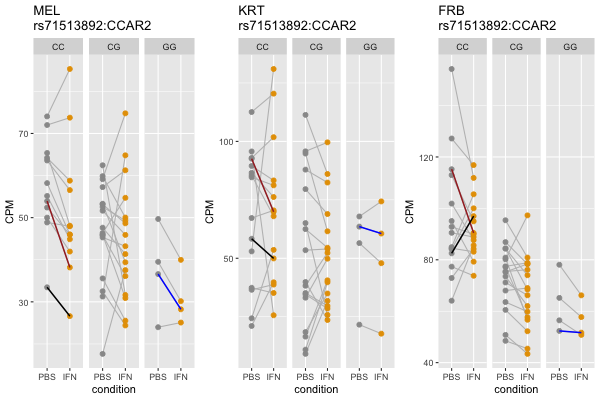 MEL
rs71513892:CCAR2
CC CG GG
CPM
70
50
30
PBS IFN PBS IFN PBS IFN
condition
KRT
rs71513892:CCAR2
CC CG GG
CPM
100
50
PBS IFN PBS IFN PBS IFN
condition
FRB
rs71513892:CCAR2
CC CG GG
CPM
120
80
40
PBS IFN PBS IFN PBS IFN
condition